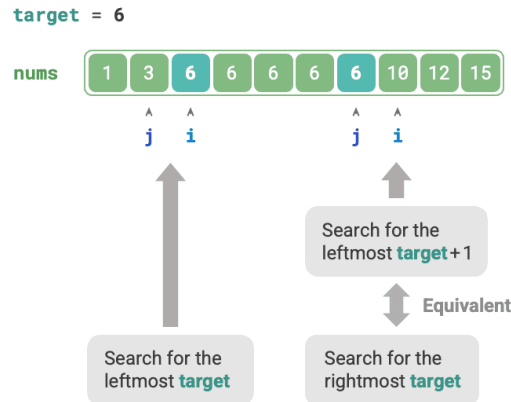 target = 6
nums 1 3 6 6 6 6 6 10 12 15
j i j i
Search for the
leftmost target+1
Equivalent
Search for the
leftmost target
Search for the
rightmost target